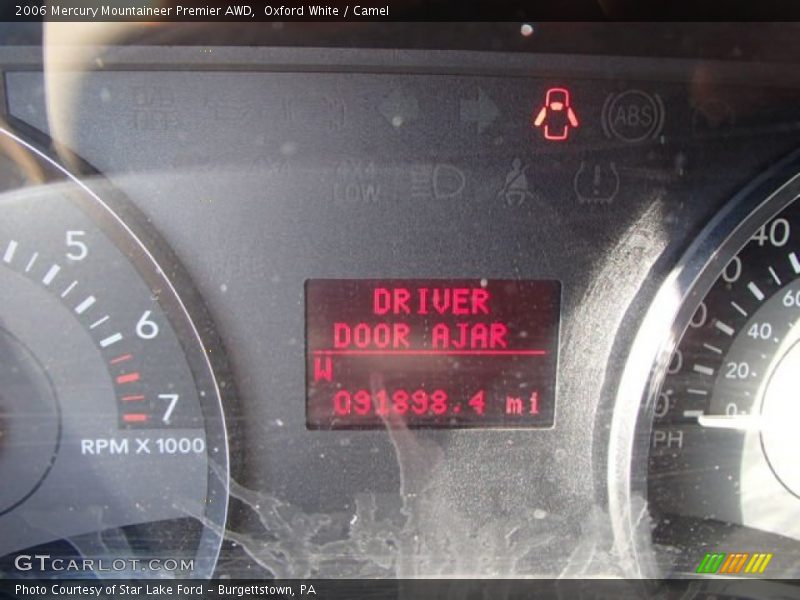 2006 Mercury Mountaineer Premier AWD, Oxford White / Camel
ABS
4X4
LOW
5
6
7
RPM X 1000
DRIVER
DOOR AJAR
W
091898.4 mi
40
60
40
20
0
0
PH
GTCARLOT.COM
Photo Courtesy of Star Lake Ford - Burgettstown, PA